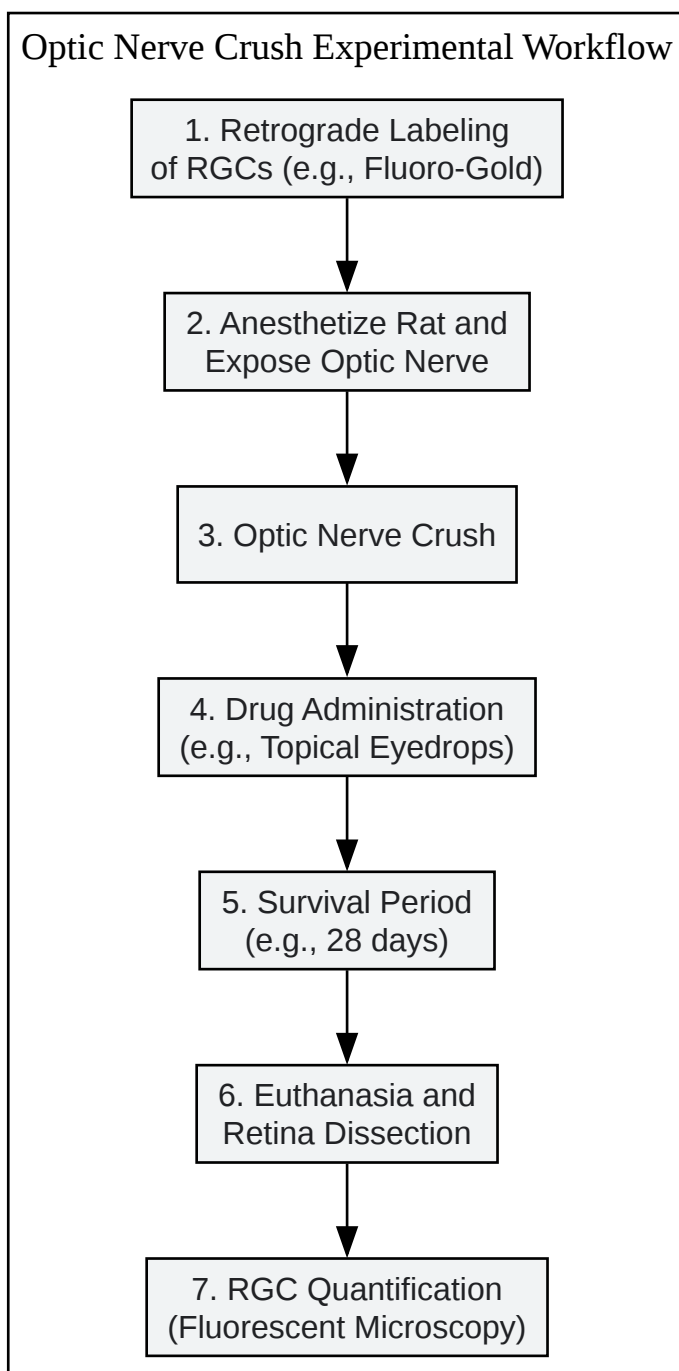 Optic Nerve Crush Experimental Workflow
1. Retrograde Labeling
of RGCs (e.g., Fluoro-Gold)
2. Anesthetize Rat and
Expose Optic Nerve
3. Optic Nerve Crush
4. Drug Administration
(e.g., Topical Eyedrops)
5. Survival Period
(e.g., 28 days)
6. Euthanasia and
Retina Dissection
7. RGC Quantification
(Fluorescent Microscopy)